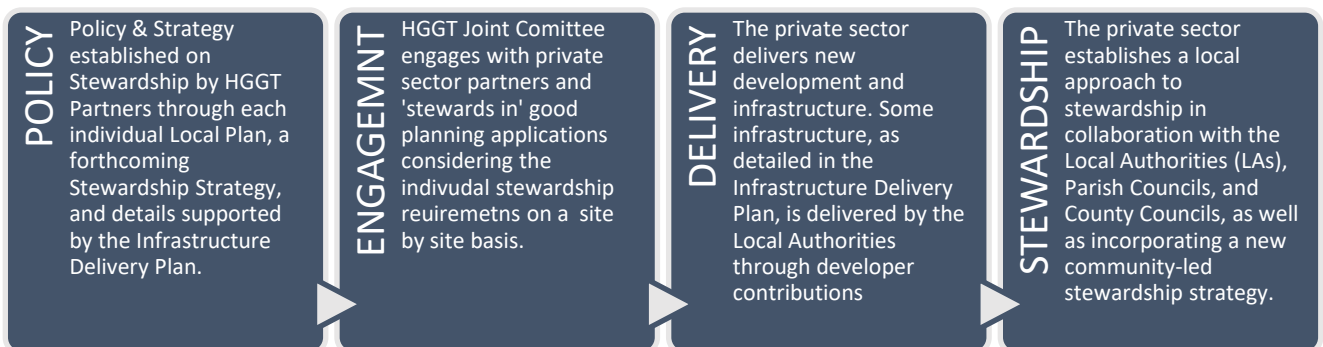 POLICY
Policy & Strategy
established on
Stewardship by HGGT
Partners through each
individual Local Plan, a
forthcoming
Stewardship Strategy,
and details supported
by the Infrastructure
Delivery Plan.
ENGAGEMNT
HGGT Joint Comittee
engages with private
sector partners and
'stewards in' good
planning applications
considering the
indivudal stewardship
reuiremetns on a  site
by site basis.
DELIVERY
The private sector
delivers new
development and
infrastructure. Some
infrastructure, as
detailed in the
Infrastructure Delivery
Plan, is delivered by the
Local Authorities
through developer
contributions
STEWARDSHIP
The private sector
establishes a local
approach to
stewardship in
collaboration with the
Local Authorities (LAs),
Parish Councils, and
County Councils, as well
as incorporating a new
community-led
stewardship strategy.